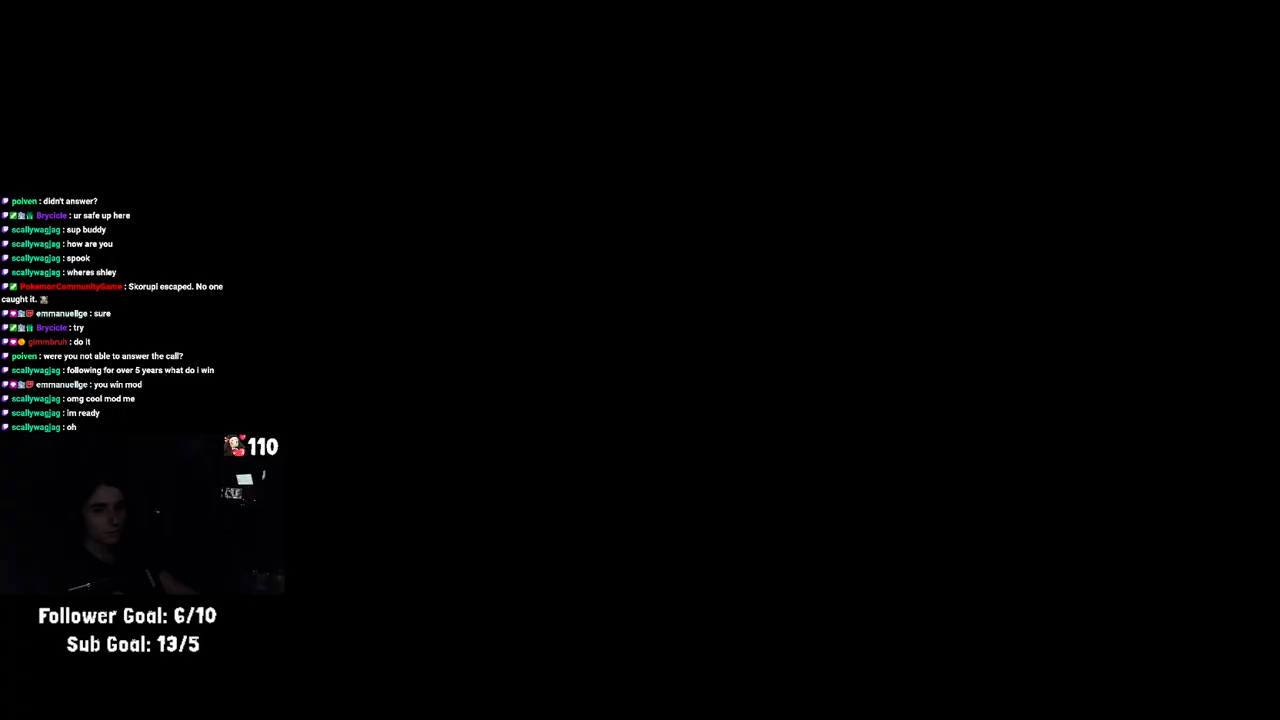 poiven : didn't answer?
Brycicle : ur safe up here
scallywagjag : sup buddy
scallywagjag : how are you
scallywagjag : spook
scallywagjag : wheres shley
PokemonCommunityGame : Skorupi escaped. No one
caught it.
emmanuellge : sure
Brycicle : try
gimmbruh : do it
poiven : were you not able to answer the call?
scallywagjag : following for over 5 years what do i win
emmanuellge : you win mod
scallywagjag : omg cool mod me
scallywagjag : im ready
scallywagjag : oh
110
Follower Goal: 6/10
Sub Goal: 13/5